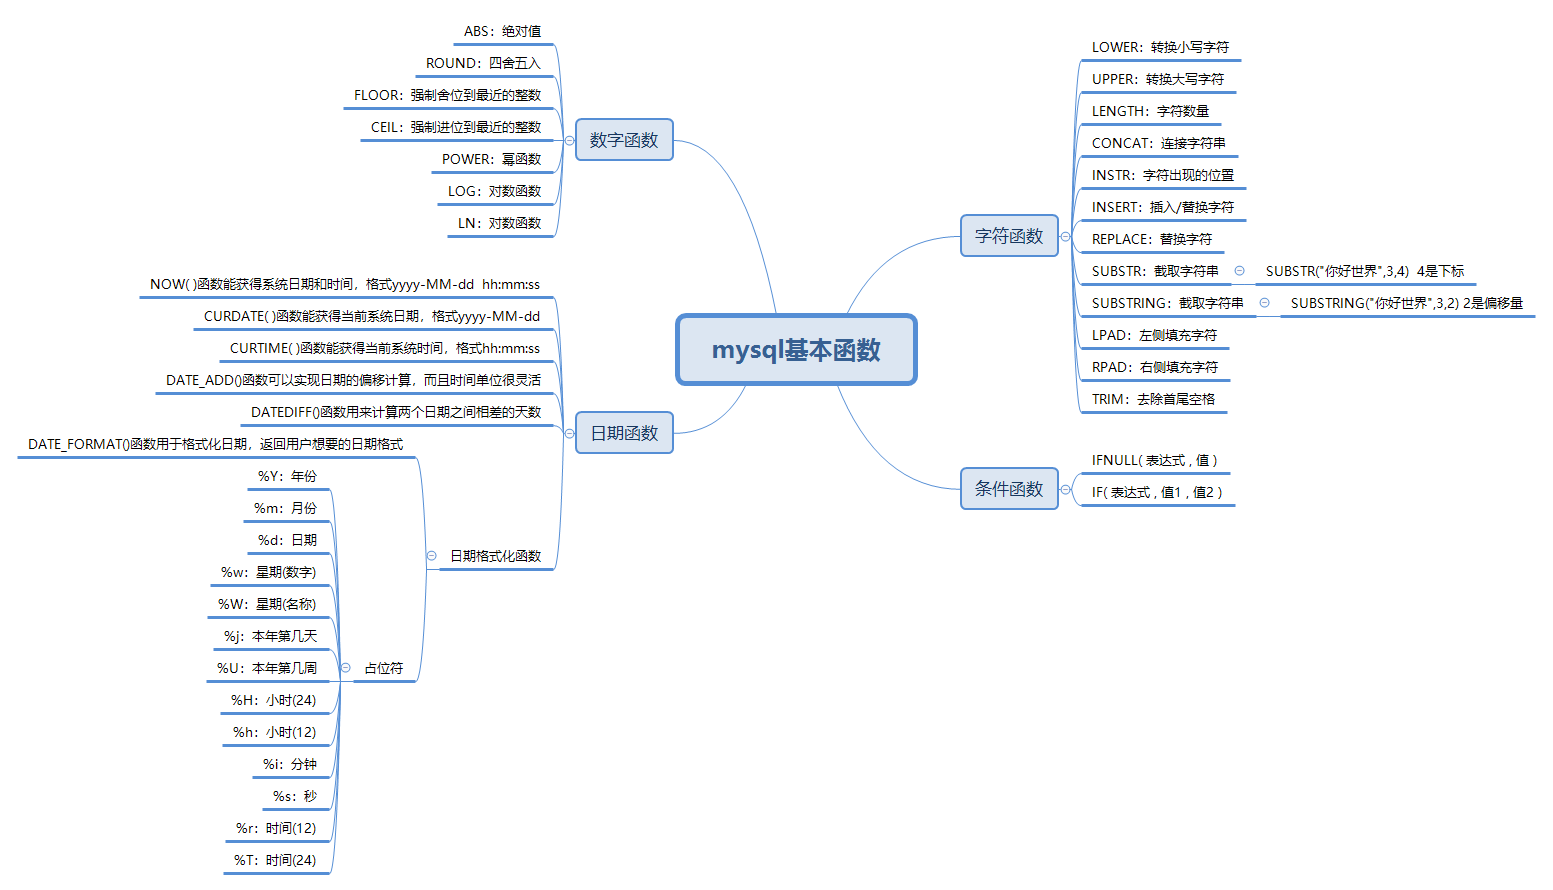 mysql基本函数
数字函数
ABS：绝对值
ROUND：四舍五入
FLOOR：强制舍位到最近的整数
CEIL：强制进位到最近的整数
POWER：幂函数
LOG：对数函数
LN：对数函数
日期函数
NOW( )函数能获得系统日期和时间，格式yyyy-MM-dd  hh:mm:ss
CURDATE( )函数能获得当前系统日期，格式yyyy-MM-dd
CURTIME( )函数能获得当前系统时间，格式hh:mm:ss
DATE_ADD()函数可以实现日期的偏移计算，而且时间单位很灵活
DATEDIFF()函数用来计算两个日期之间相差的天数
日期格式化函数
DATE_FORMAT()函数用于格式化日期，返回用户想要的日期格式
占位符
%Y：年份
%m：月份
%d：日期
%w：星期(数字)
%W：星期(名称)
%j：本年第几天
%U：本年第几周
%H：小时(24)
%h：小时(12)
%i：分钟
%s：秒
%r：时间(12)
%T：时间(24)
字符函数
LOWER：转换小写字符
UPPER：转换大写字符
LENGTH：字符数量
CONCAT：连接字符串
INSTR：字符出现的位置
INSERT：插入/替换字符
REPLACE：替换字符
SUBSTR：截取字符串
SUBSTR("你好世界",3,4)  4是下标
SUBSTRING：截取字符串
SUBSTRING("你好世界",3,2) 2是偏移量
LPAD：左侧填充字符
RPAD：右侧填充字符
TRIM：去除首尾空格
条件函数
IFNULL( 表达式 , 值 )
IF( 表达式 , 值1 , 值2 )